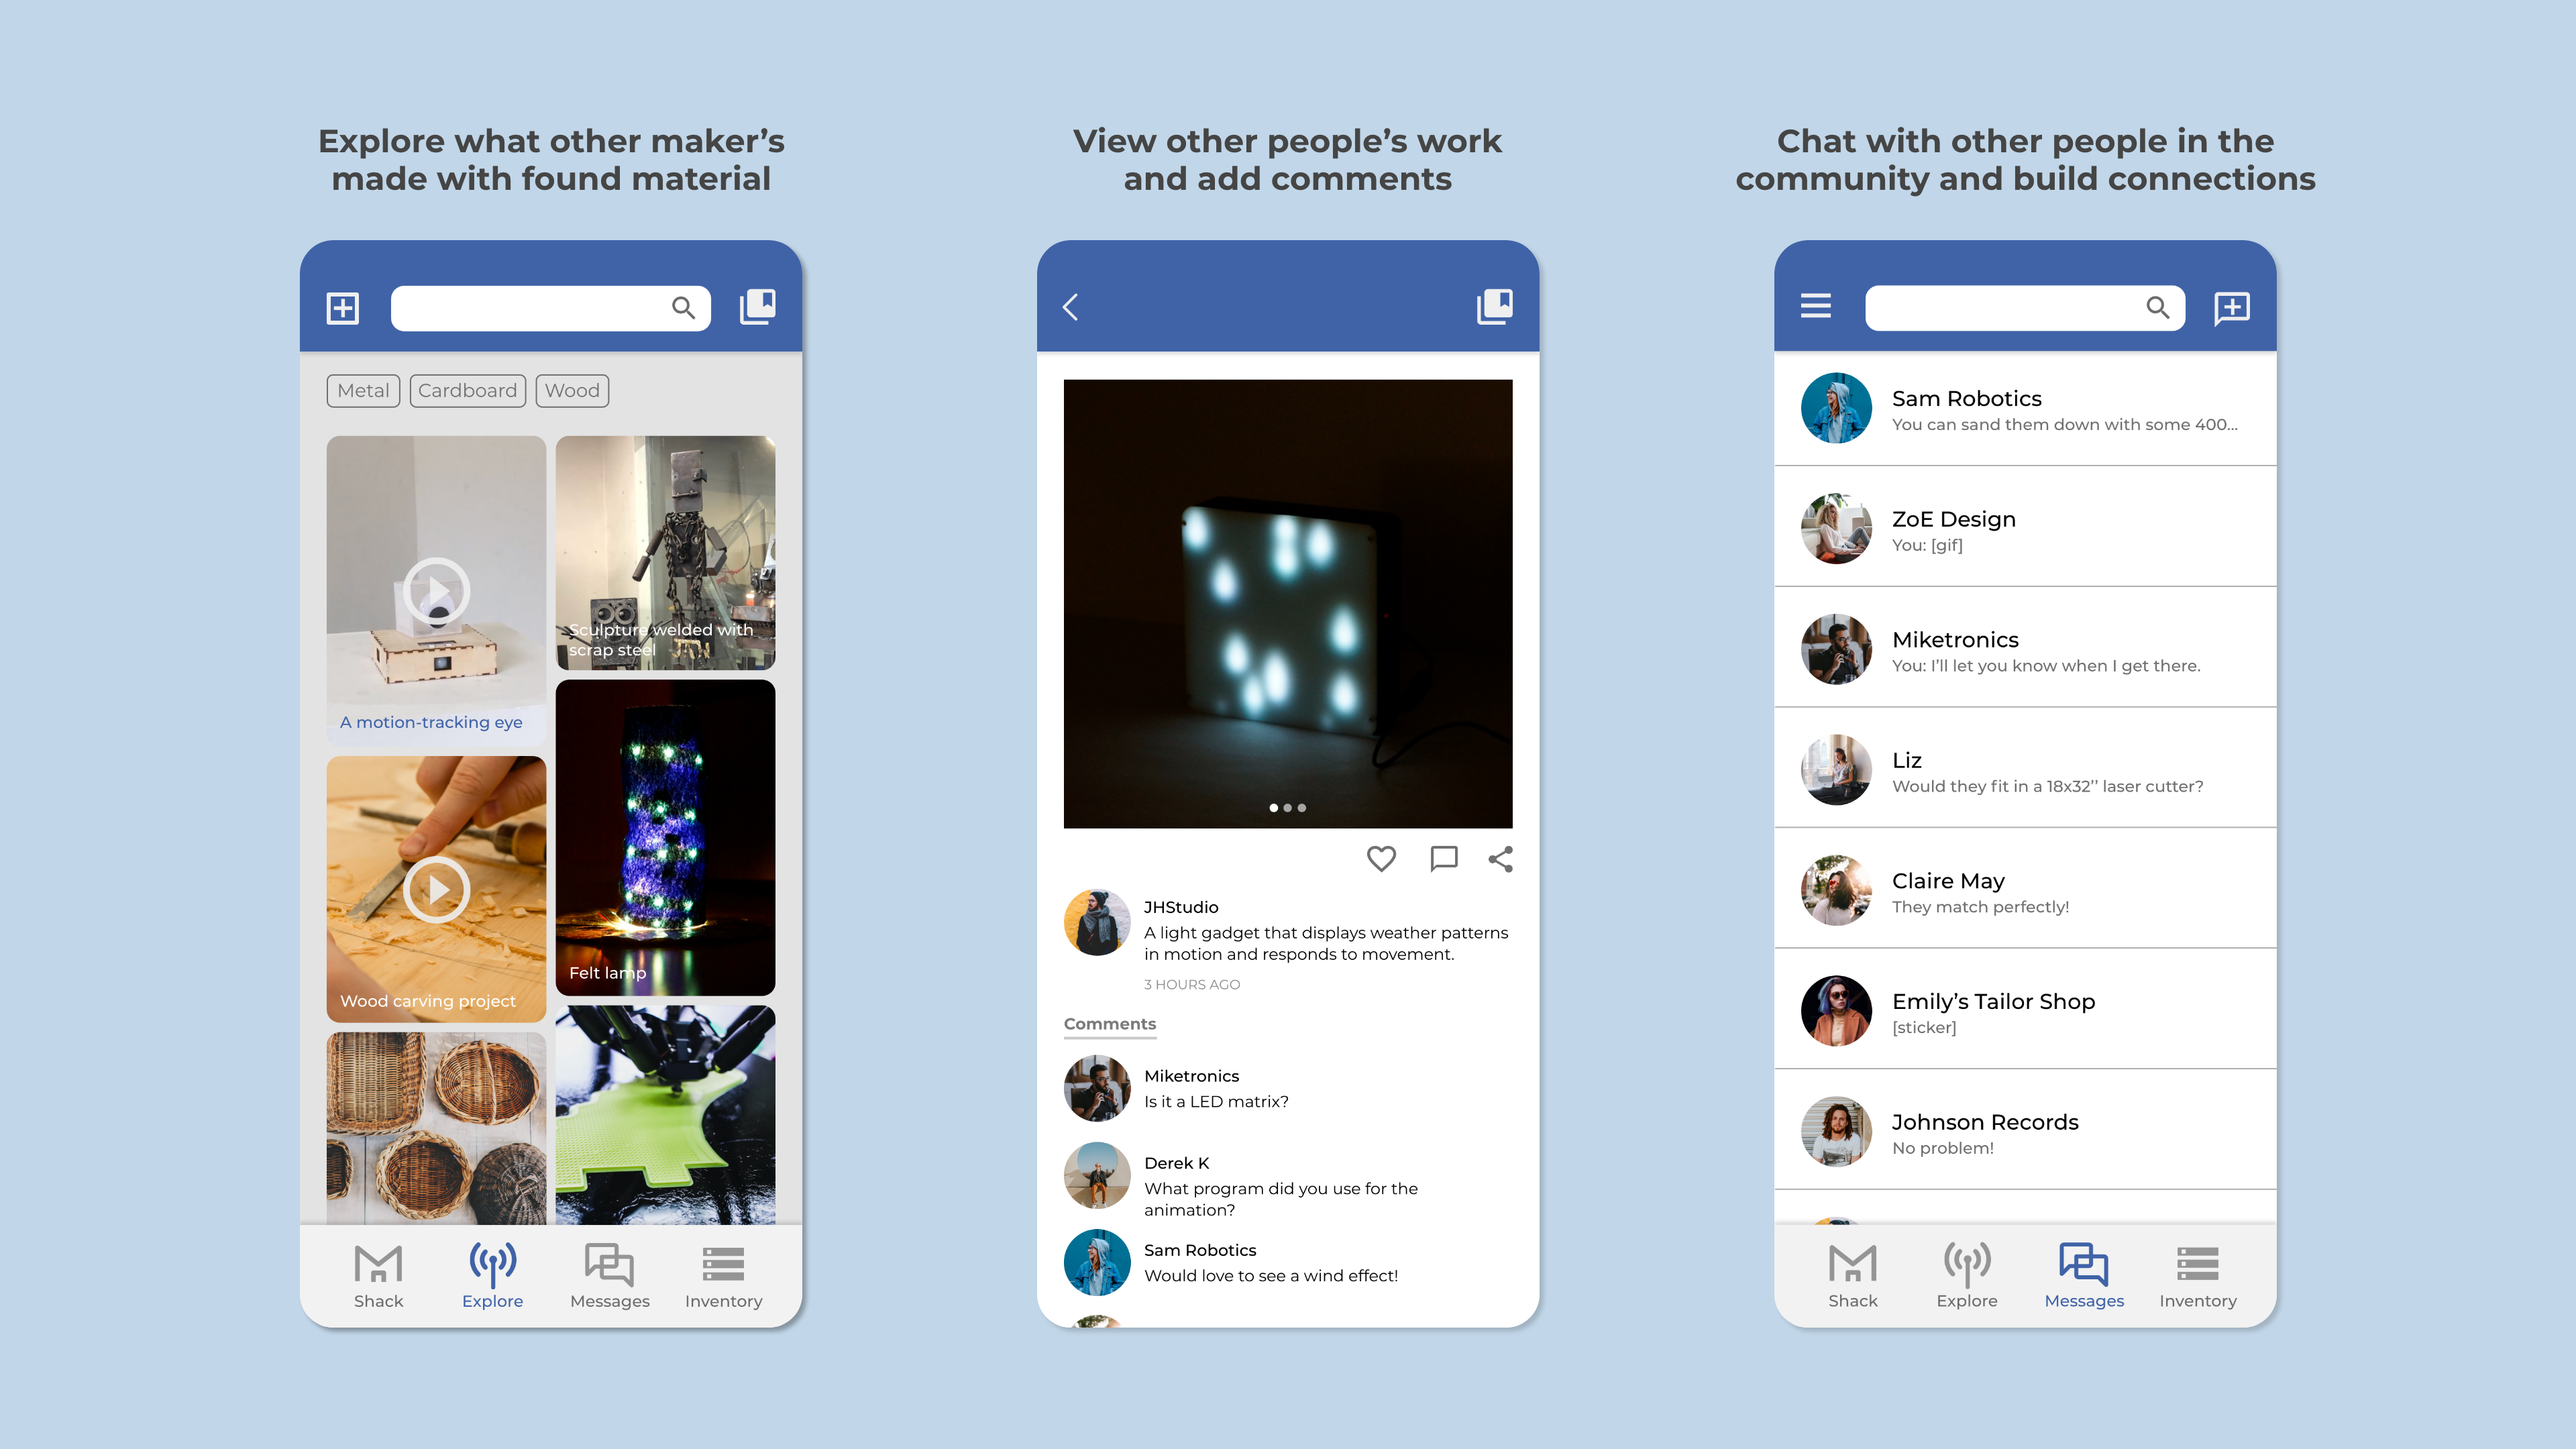 Explore what other maker’s
made with found material
Metal
Cardboard
Wood
A motion-tracking eye
Sculpture welded with
scrap steel
Wood carving project
Felt lamp
Shack
Explore
Messages
Inventory
View other people’s work
and add comments
JHStudio
A light gadget that displays weather patterns
in motion and responds to movement.
3 HOURS AGO
Comments
Miketronics
Is it a LED matrix?
Derek K
What program did you use for the
animation?
Sam Robotics
Would love to see a wind effect!
Chat with other people in the
community and build connections
Sam Robotics
You can sand them down with some 400...
ZoE Design
You: [gif]
Miketronics
You: I’ll let you know when I get there.
Liz
Would they fit in a 18x32’’ laser cutter?
Claire May
They match perfectly!
Emily’s Tailor Shop
[sticker]
Johnson Records
No problem!
Shack
Explore
Messages
Inventory